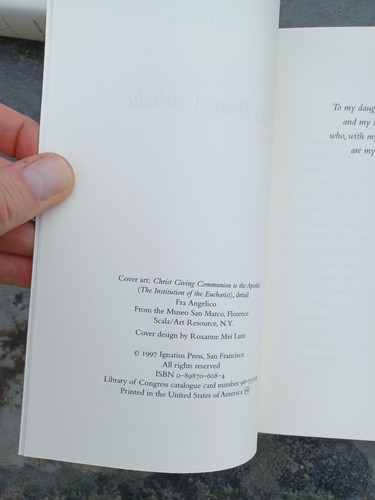 Cover art: Christ Giving Communion to the
(The Institution of the Eucharist), detail
Fra Angelico
From the Museo San Marco, Florence
Scala/Art Resource, N.Y.
Cover design by Roxanne Mei Lum
© 1997 Ignatius Press, San Francisco
All rights reserved
ISBN 0–89870–608–4
Library of Congress catalogue card number
Printed in the United States of America
To my
and my
who, with
are my